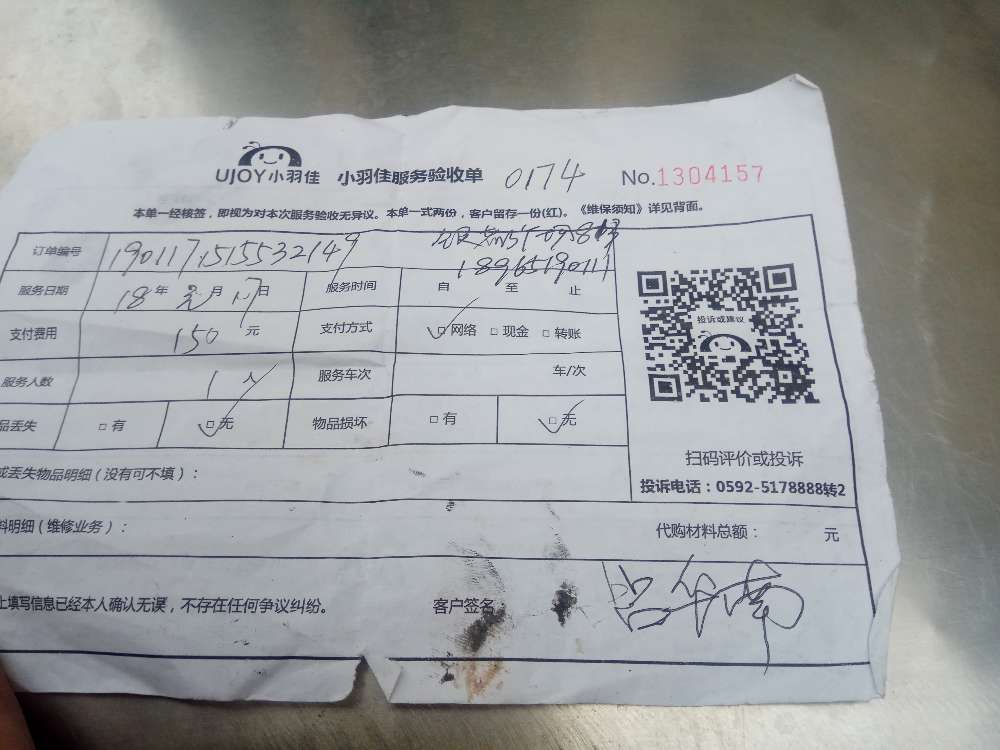 UJOY小羽佳 小羽佳服务验收单 0174 No.1304157
本单一经核签，即视为对本次服务验收无异议。本单一式两份，客户留存一份(红)。《维保须知》详见背面。
订单编号 1901171515532149
18965190111
服务日期 18年 元月 17日 服务时间 自 至 止
支付费用 150 元 支付方式 ☑网络 □现金 □转账
服务人数 1人 服务车次 车/次
品丢失 □有 ☑无 物品损坏 □有 ☑无
投诉或建议
扫码评价或投诉
投诉电话：0592-5178888转2
或丢失物品明细（没有可不填）：
料明细（维修业务）： 代购材料总额： 元
上填写信息已经本人确认无误，不存在任何争议纠纷。 客户签名